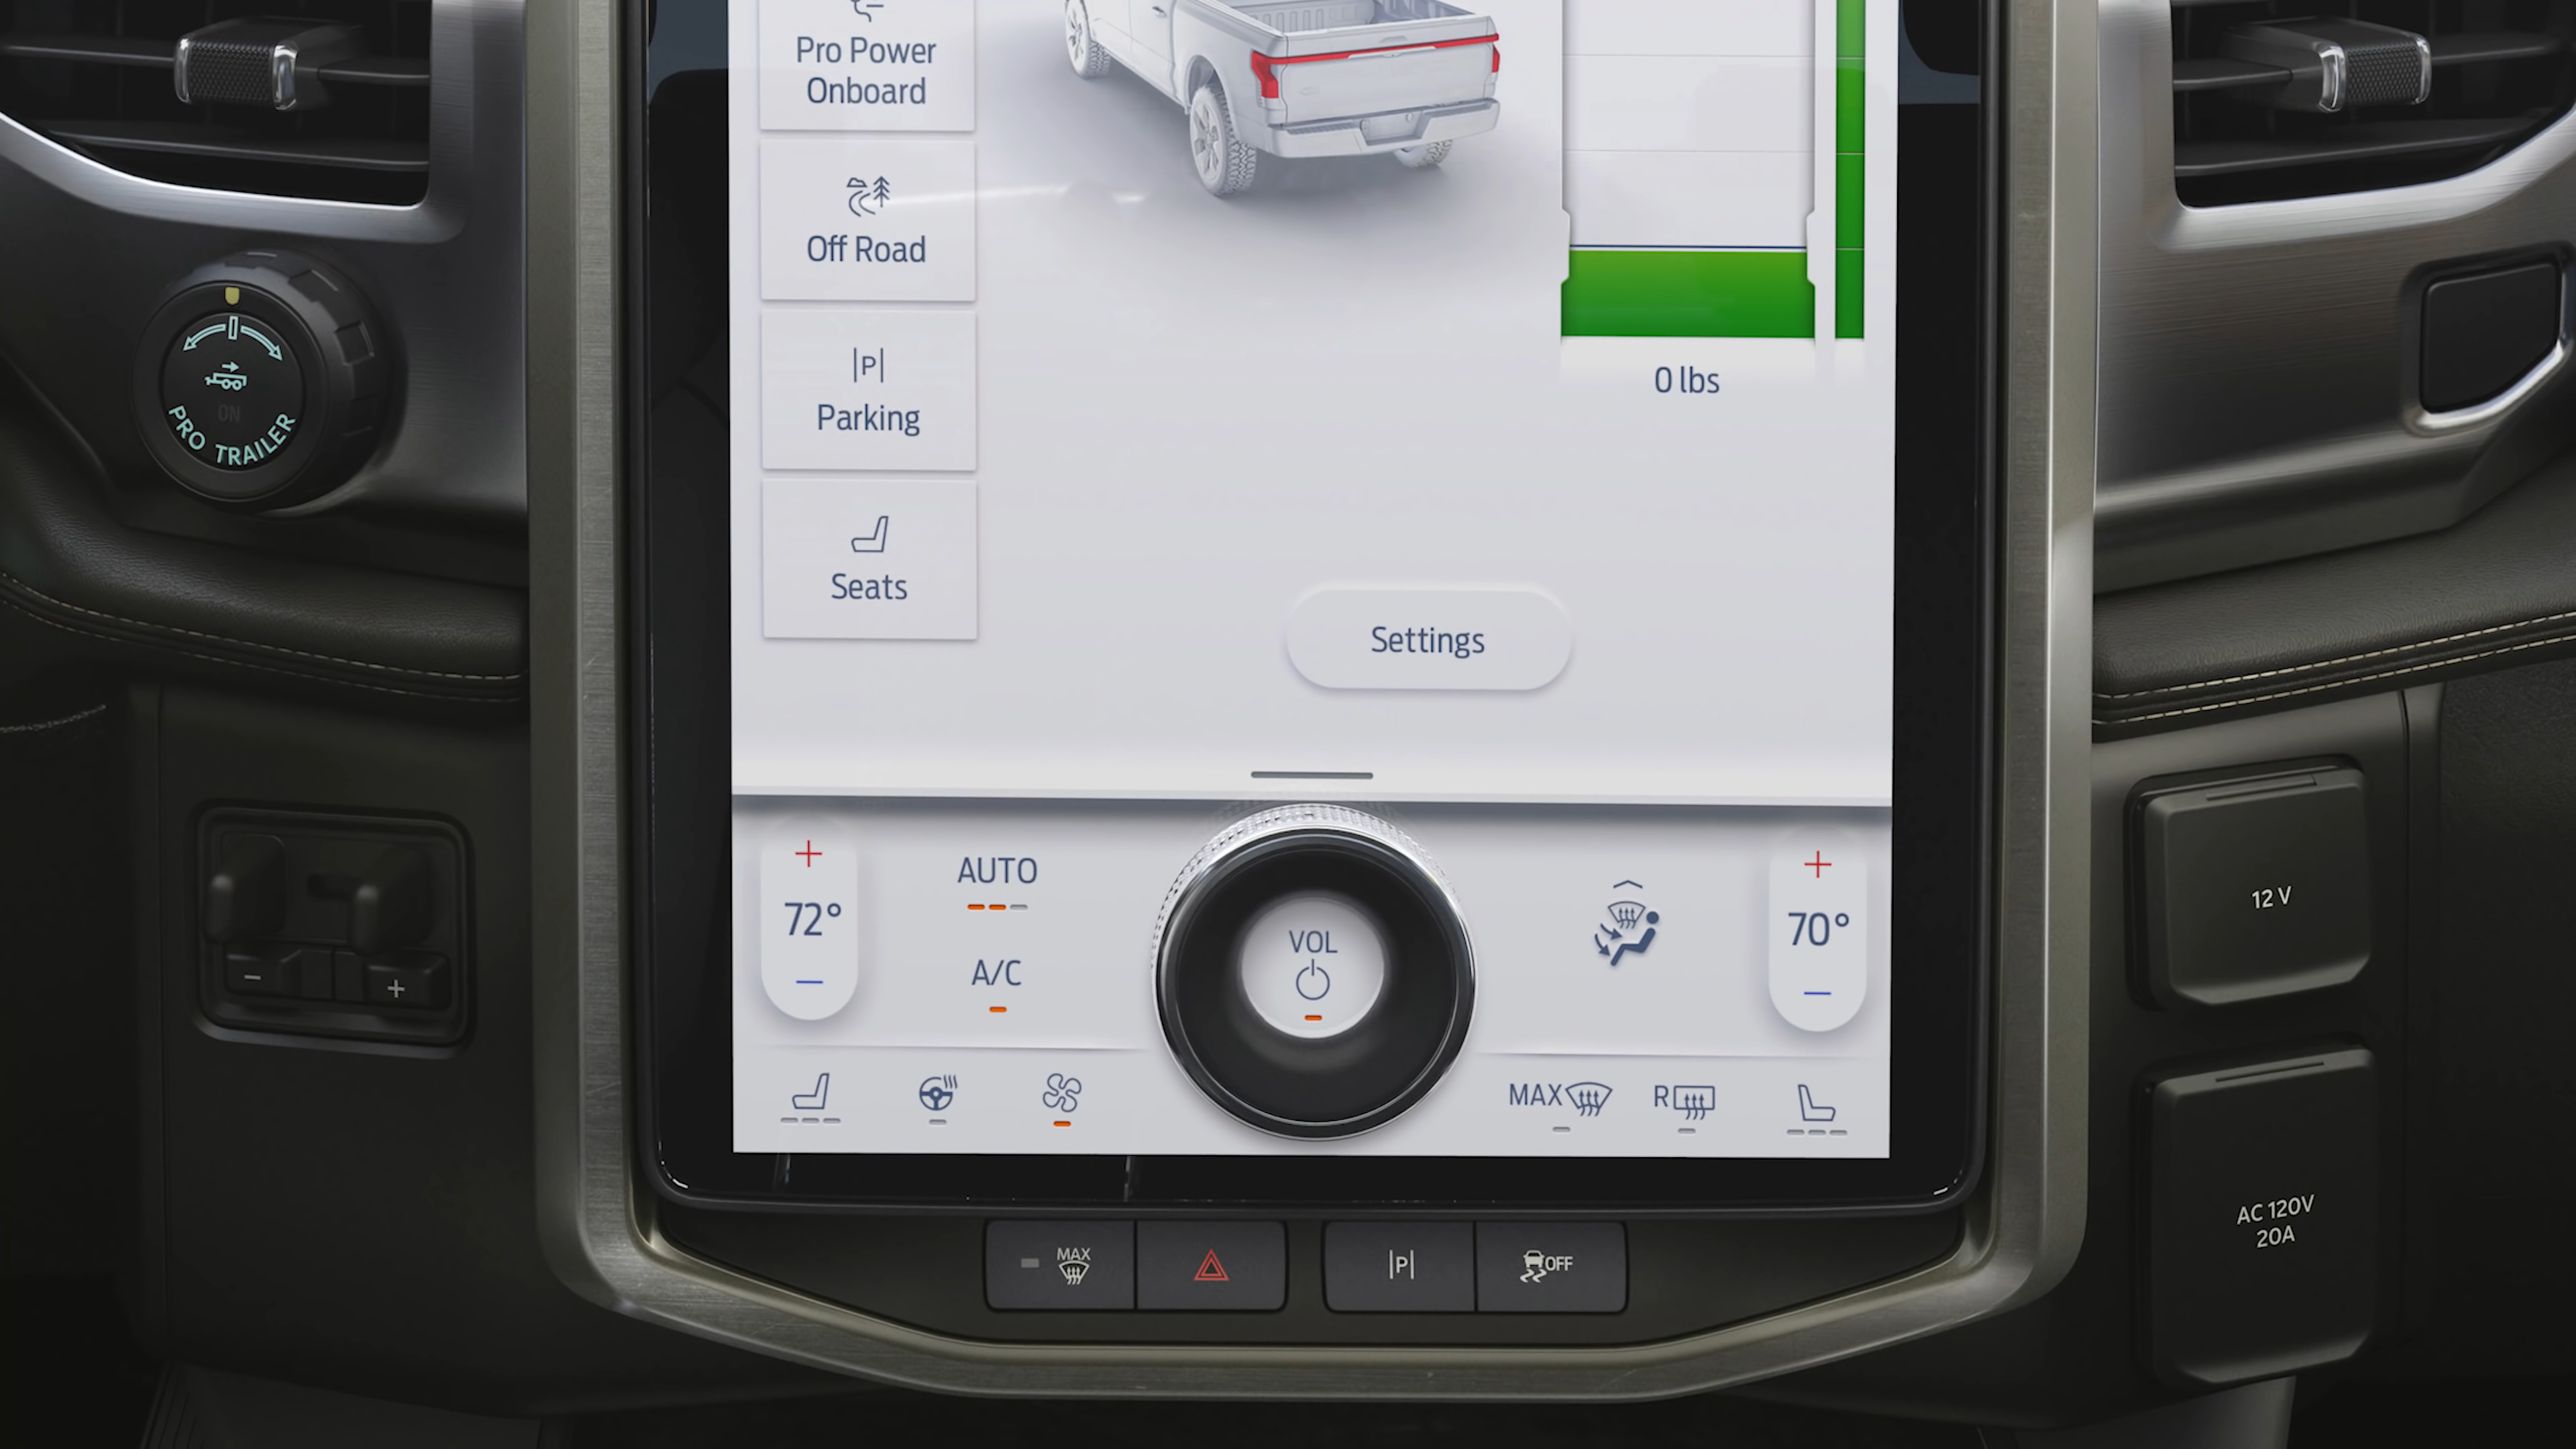 Pro Power
Onboard
Off Road
|P|
Parking
Seats
0 lbs
Settings
ON
PRO TRAILER
+
72°
−
AUTO
A/C
VOL
+
70°
−
MAX
R
− +
MAX
|P|
OFF
12 V
AC 120V
20A